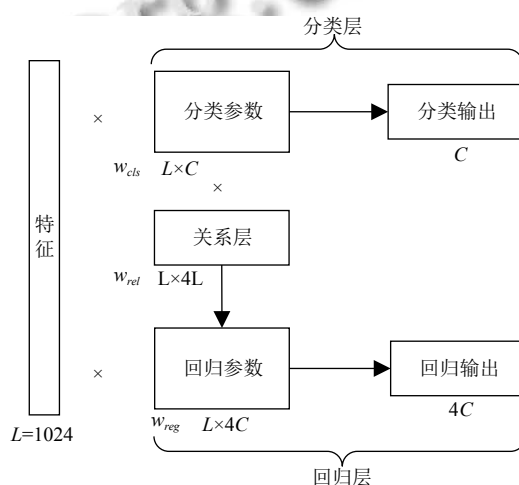 分类层
分类参数
分类输出
×
w_cls L×C
C
×
特征
关系层
w_rel L×4L
回归参数
回归输出
×
w_reg L×4C
4C
L=1024
回归层